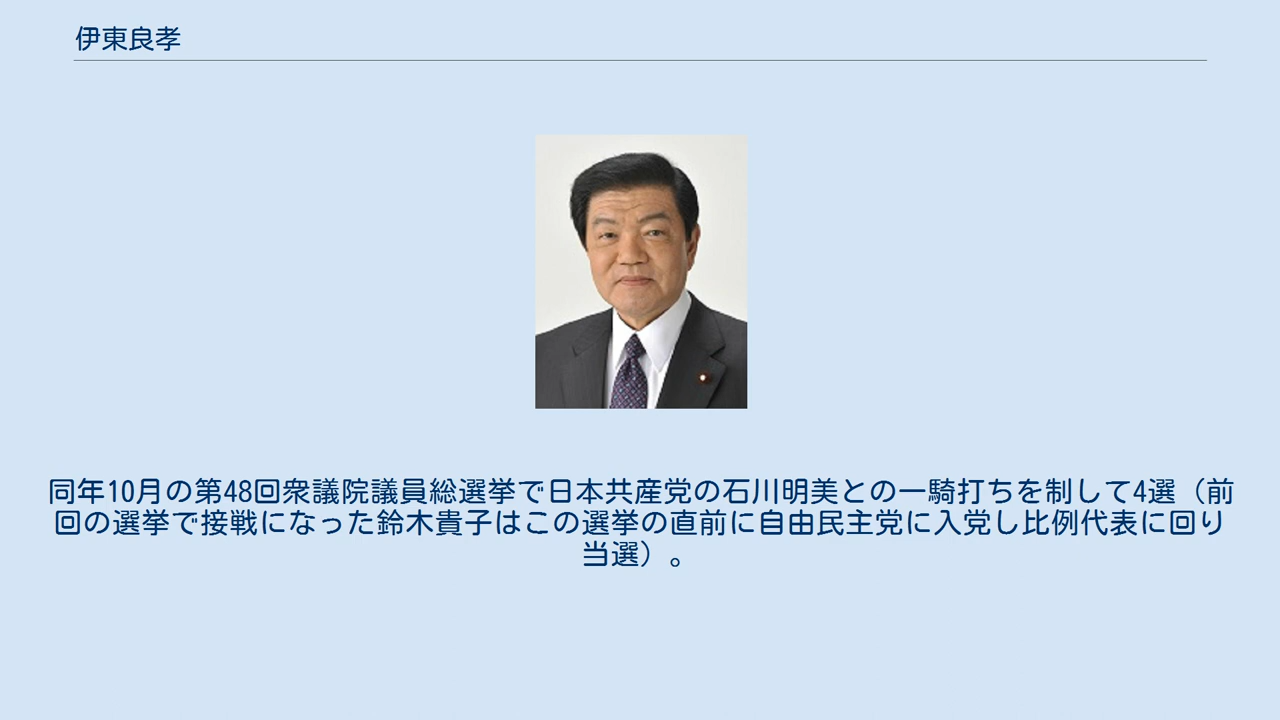 伊東良孝
同年10月の第48回衆議院議員総選挙で日本共産党の石川明美との一騎打ちを制して4選（前
回の選挙で接戦になった鈴木貴子はこの選挙の直前に自由民主党に入党し比例代表に回り
当選）。